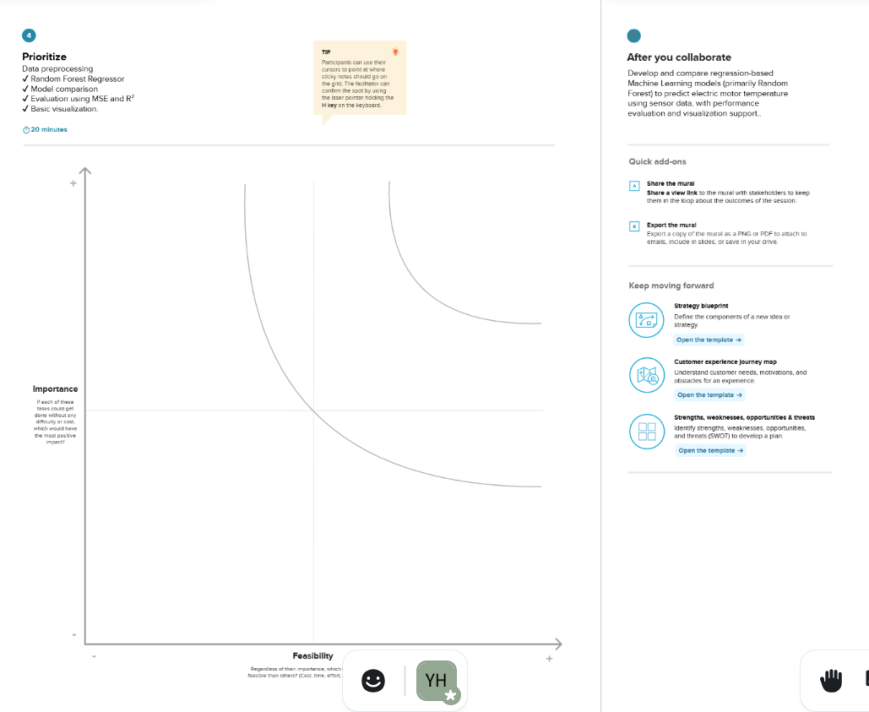 4
Prioritize
Data preprocessing
✓ Random Forest Regressor
✓ Model comparison
✓ Evaluation using MSE and R²
✓ Basic visualization.
20 minutes
TIP
Participants can use their
cursors to point at where
sticky notes should go on
the grid. The facilitator can
confirm the spot by using
the laser pointer holding the
H key on the keyboard.
+
Importance
If each of these
tasks could get
done without any
difficulty or cost,
which would have
the most positive
impact?
-
-
Feasibility
+
Regardless of their importance, which
feasible than others? (Cost, time, effort,
YH
After you collaborate
Develop and compare regression-based
Machine Learning models (primarily Random
Forest) to predict electric motor temperature
using sensor data, with performance
evaluation and visualization support..
Quick add-ons
A
Share the mural
Share a view link to the mural with stakeholders to keep
them in the loop about the outcomes of the session.
B
Export the mural
Export a copy of the mural as a PNG or PDF to attach to
emails, include in slides, or save in your drive.
Keep moving forward
Strategy blueprint
Define the components of a new idea or
strategy.
Open the template →
Customer experience journey map
Understand customer needs, motivations, and
obstacles for an experience.
Open the template →
Strengths, weaknesses, opportunities & threats
Identify strengths, weaknesses, opportunities,
and threats (SWOT) to develop a plan.
Open the template →